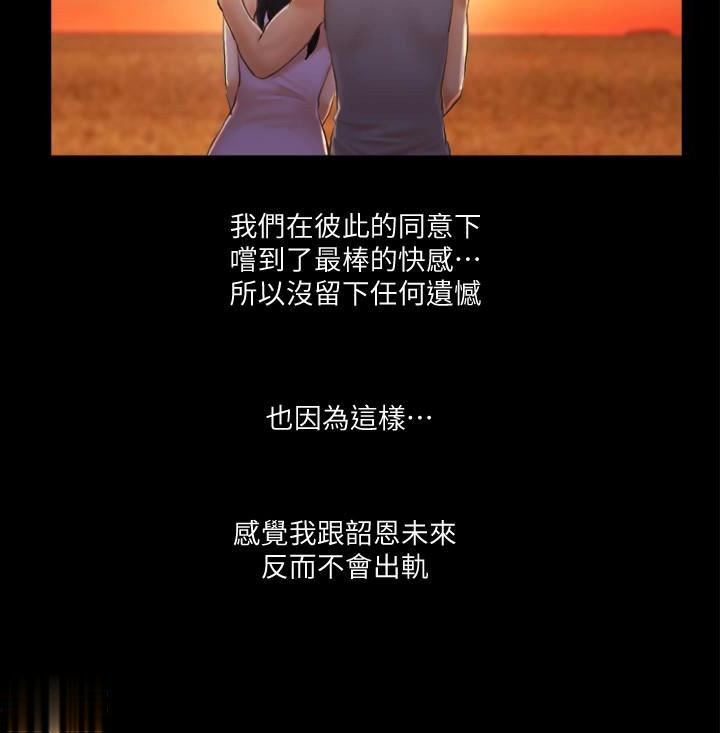 我們在彼此的同意下
嚐到了最棒的快感⋯
所以沒留下任何遺憾
也因為這樣⋯
感覺我跟韶恩未來
反而不會出軌